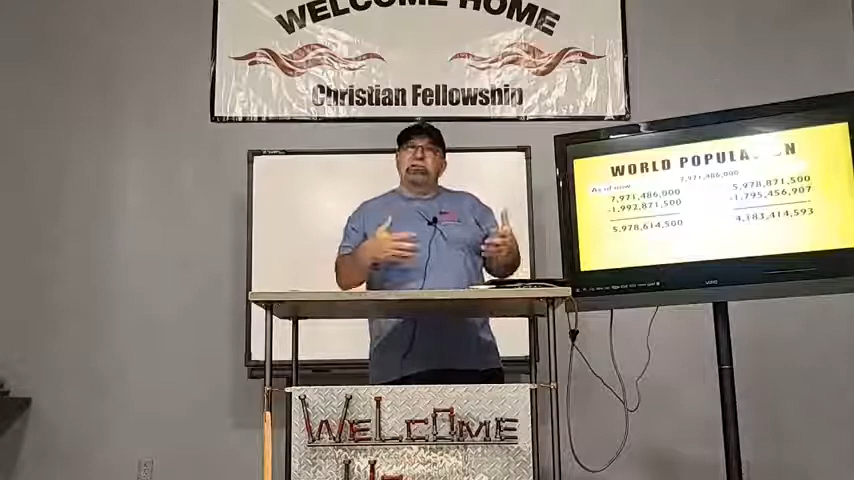 WELCOME HOME
Christian Fellowship
WORLD POPULA N
7,971,486,000
As of now
7,971,486,000
-1,992,871,500
5,978,614,500
5,978,871,500
-1,795,456,907
4,183,414,593
WELCOME